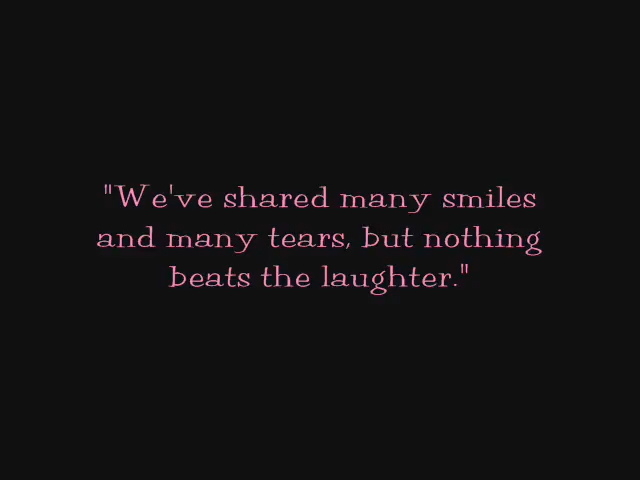 "We've shared many smiles
and many tears, but nothing
beats the laughter."